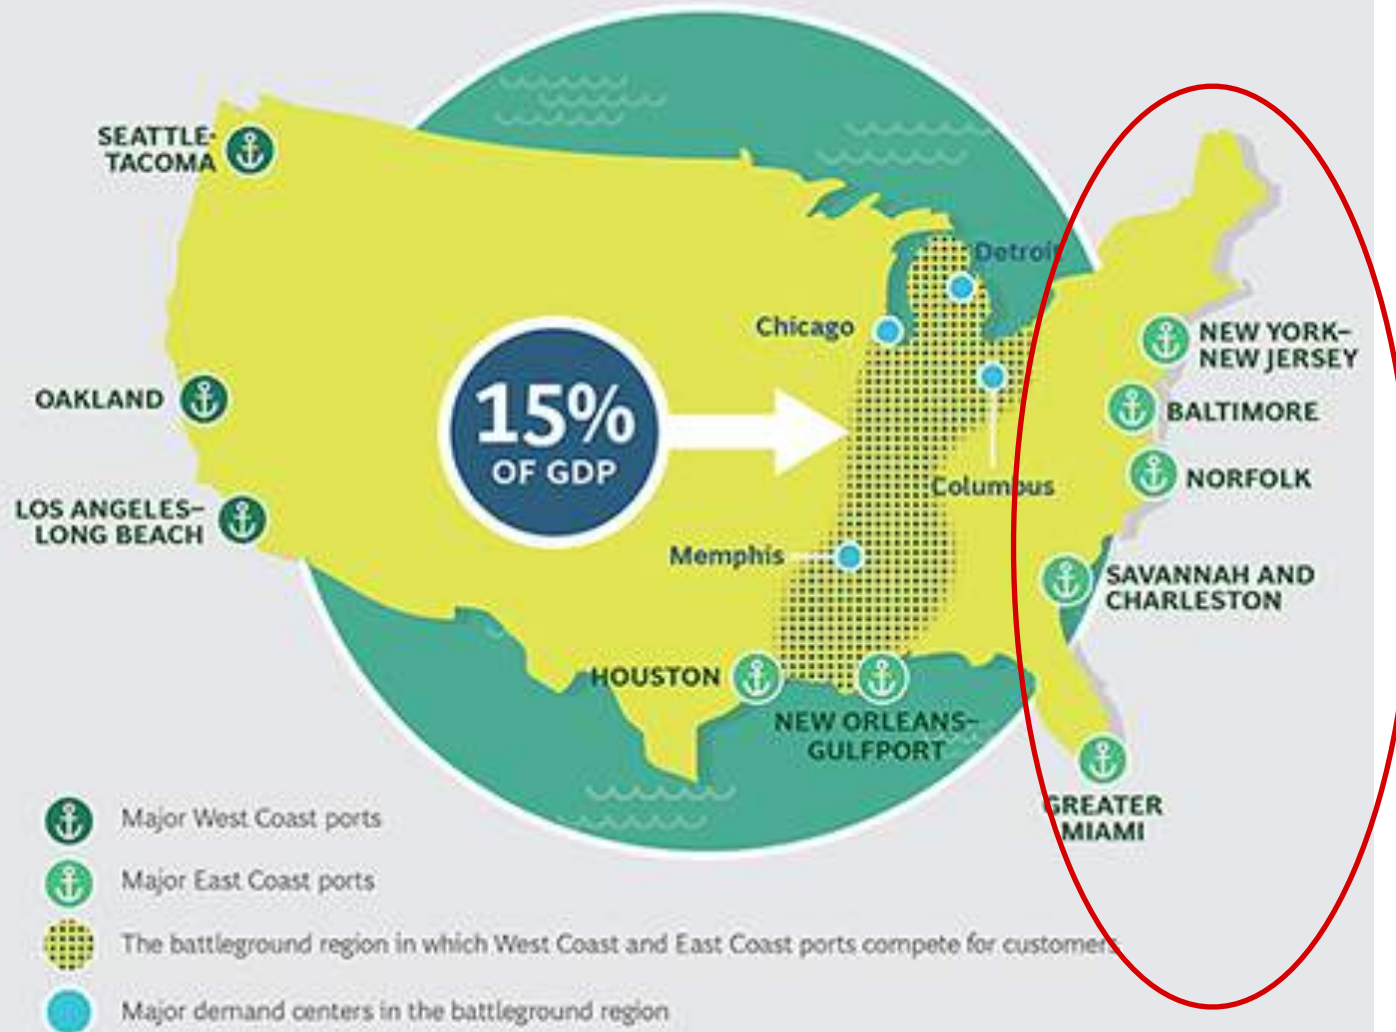 SEATTLE-
TACOMA
Detroit
Chicago
NEW YORK–
NEW JERSEY
15%
OF GDP
OAKLAND
BALTIMORE
Columbus
NORFOLK
LOS ANGELES–
LONG BEACH
Memphis
SAVANNAH AND
CHARLESTON
HOUSTON
NEW ORLEANS–
GULFPORT
GREATER
MIAMI
Major West Coast ports
Major East Coast ports
The battleground region in which West Coast and East Coast ports compete for customers
Major demand centers in the battleground region